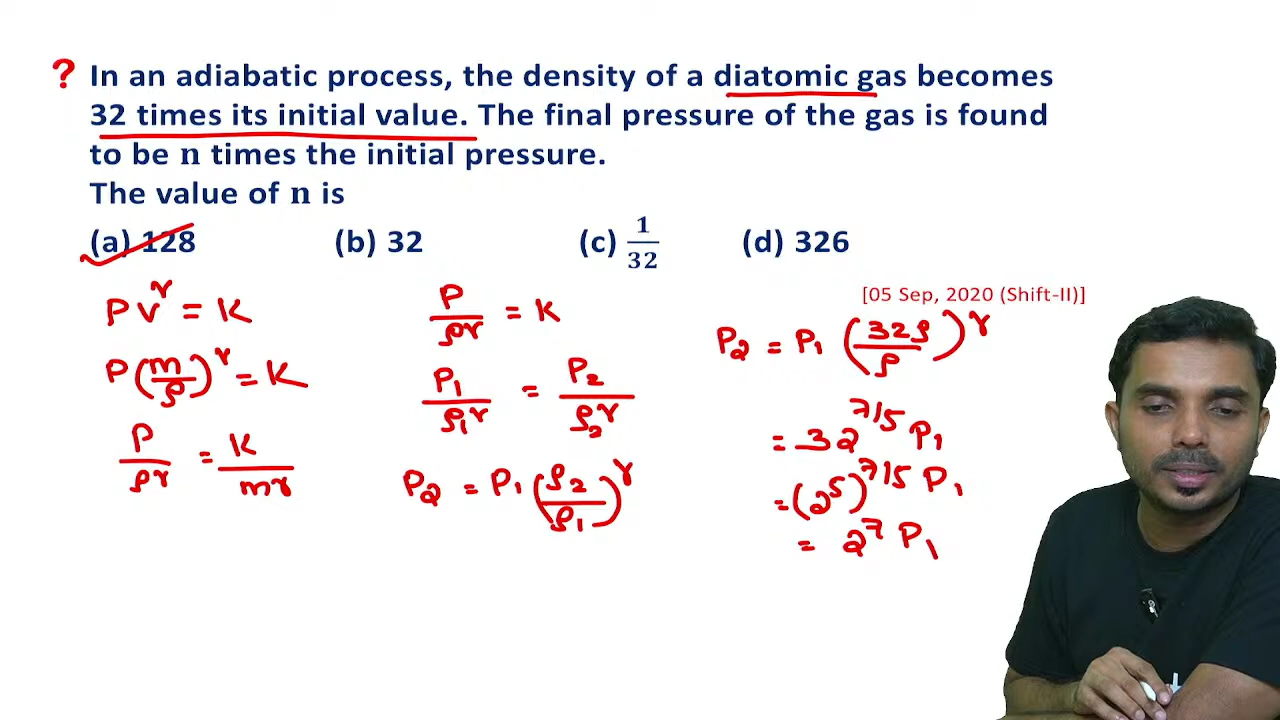 ? In an adiabatic process, the density of a diatomic gas becomes
32 times its initial value. The final pressure of the gas is found
to be n times the initial pressure.
The value of n is
(a) 128 (b) 32 (c) 1/32 (d) 326
[05 Sep, 2020 (Shift-II)]
PV^γ = K
P(m/ρ)^γ = K
P/ρ^γ = K/m^γ
P/ρ^γ = K
P₁/ρ₁^γ = P₂/ρ₂^γ
P₂ = P₁(ρ₂/ρ₁)^γ
P₂ = P₁(32ρ/ρ)^γ
= 32^7/5 P₁
= (2^5)^7/5 P₁
= 2^7 P₁